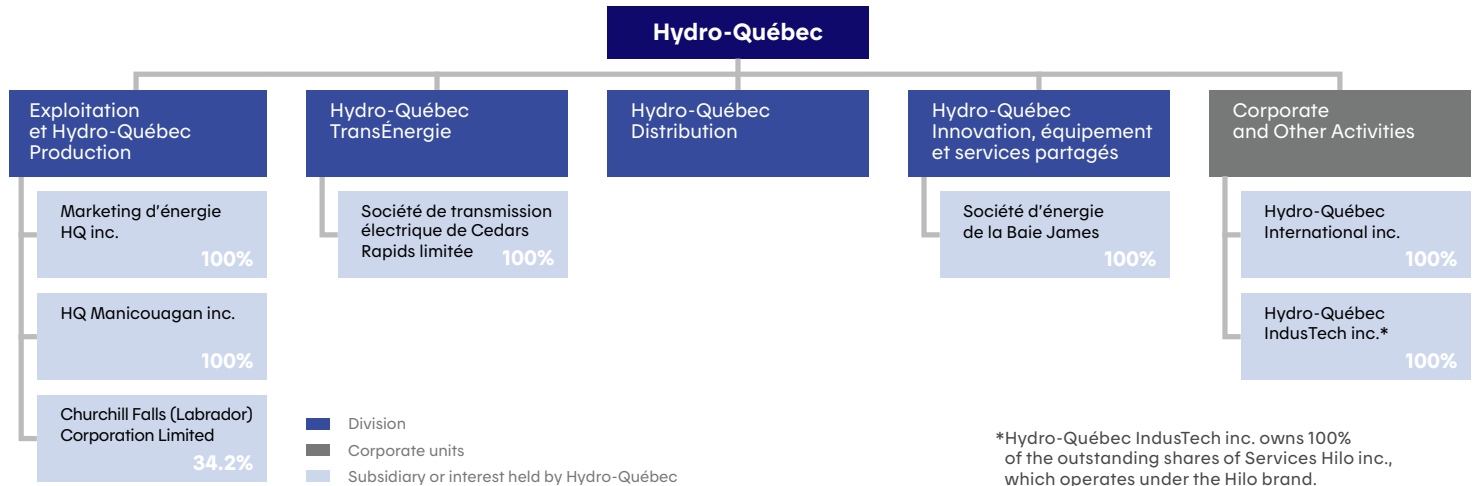 Hydro-Québec
Exploitation
et Hydro-Québec
Production
Hydro-Québec
TransÉnergie
Hydro-Québec
Distribution
Hydro-Québec
Innovation, équipement
et services partagés
Corporate
and Other Activities
Marketing d'énergie
HQ inc.
100%
HQ Manicouagan inc.
100%
Churchill Falls (Labrador)
Corporation Limited
34.2%
Société de transmission
électrique de Cedars
Rapids limitée 100%
Société d'énergie
de la Baie James
100%
Hydro-Québec
International inc.
100%
Hydro-Québec
IndusTech inc.*
100%
Division
Corporate units
Subsidiary or interest held by Hydro-Québec
*Hydro-Québec IndusTech inc. owns 100%
of the outstanding shares of Services Hilo inc.,
which operates under the Hilo brand.